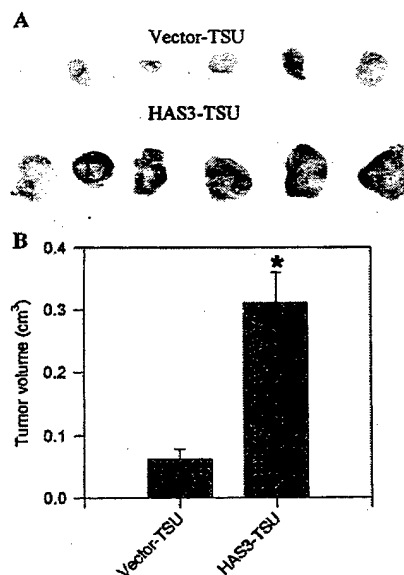 A
Vector-TSU
HAS3-TSU
B
0.4
0.3
0.2
0.1
0.0
Tumor volume (cm³)
*
Vector-TSU
HAS3-TSU